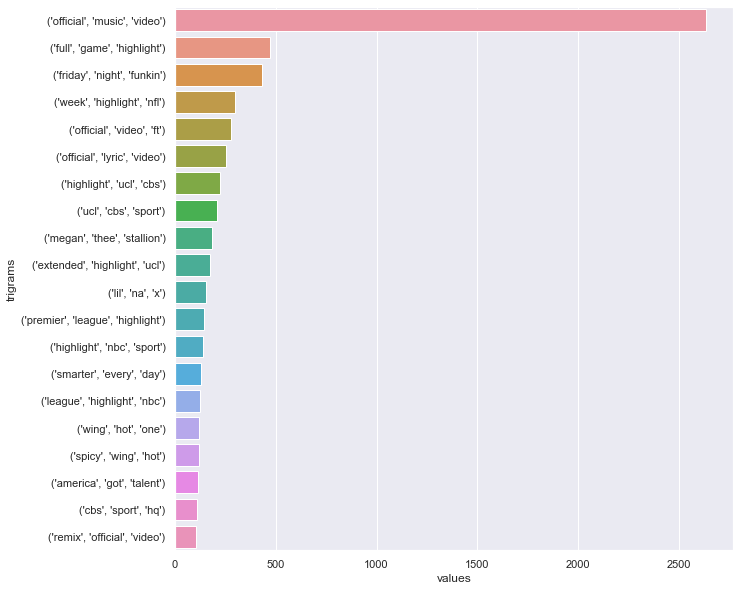 ('official', 'music', 'video')
('full', 'game', 'highlight')
('friday', 'night', 'funkin')
('week', 'highlight', 'nfl')
('official', 'video', 'ft')
('official', 'lyric', 'video')
('highlight', 'ucl', 'cbs')
('ucl', 'cbs', 'sport')
('megan', 'thee', 'stallion')
('extended', 'highlight', 'ucl')
('lil', 'na', 'x')
('premier', 'league', 'highlight')
('highlight', 'nbc', 'sport')
('smarter', 'every', 'day')
('league', 'highlight', 'nbc')
('wing', 'hot', 'one')
('spicy', 'wing', 'hot')
('america', 'got', 'talent')
('cbs', 'sport', 'hq')
('remix', 'official', 'video')
trigrams
0 500 1000 1500 2000 2500
values